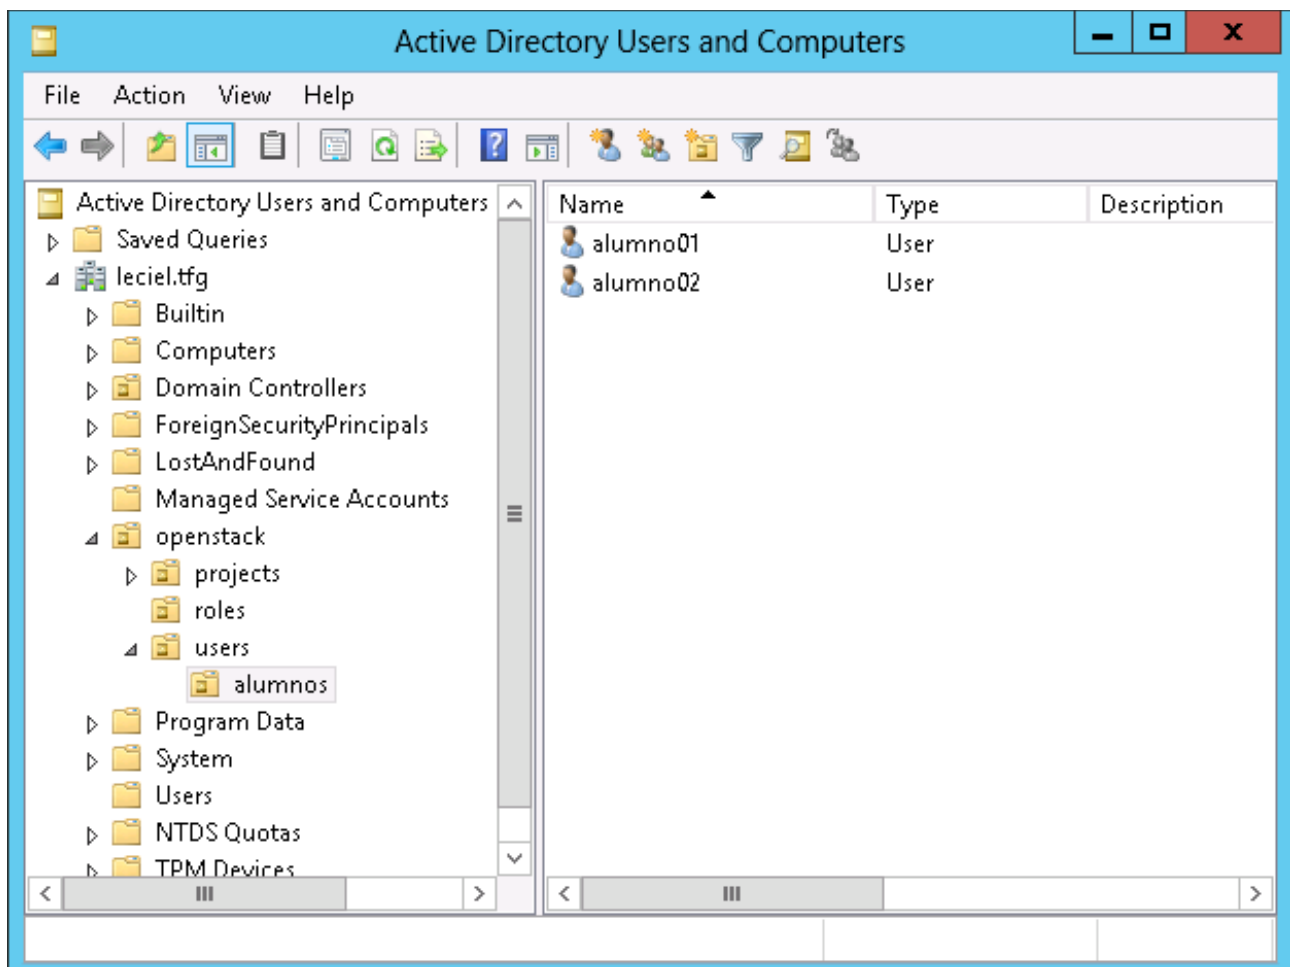 Active Directory Users and Computers
File Action View Help
Active Directory Users and Computers
Saved Queries
leciel.tfg
Builtin
Computers
Domain Controllers
ForeignSecurityPrincipals
LostAndFound
Managed Service Accounts
openstack
projects
roles
users
alumnos
Program Data
System
Users
NTDS Quotas
TPM Devices
Name Type Description
alumno01 User
alumno02 User